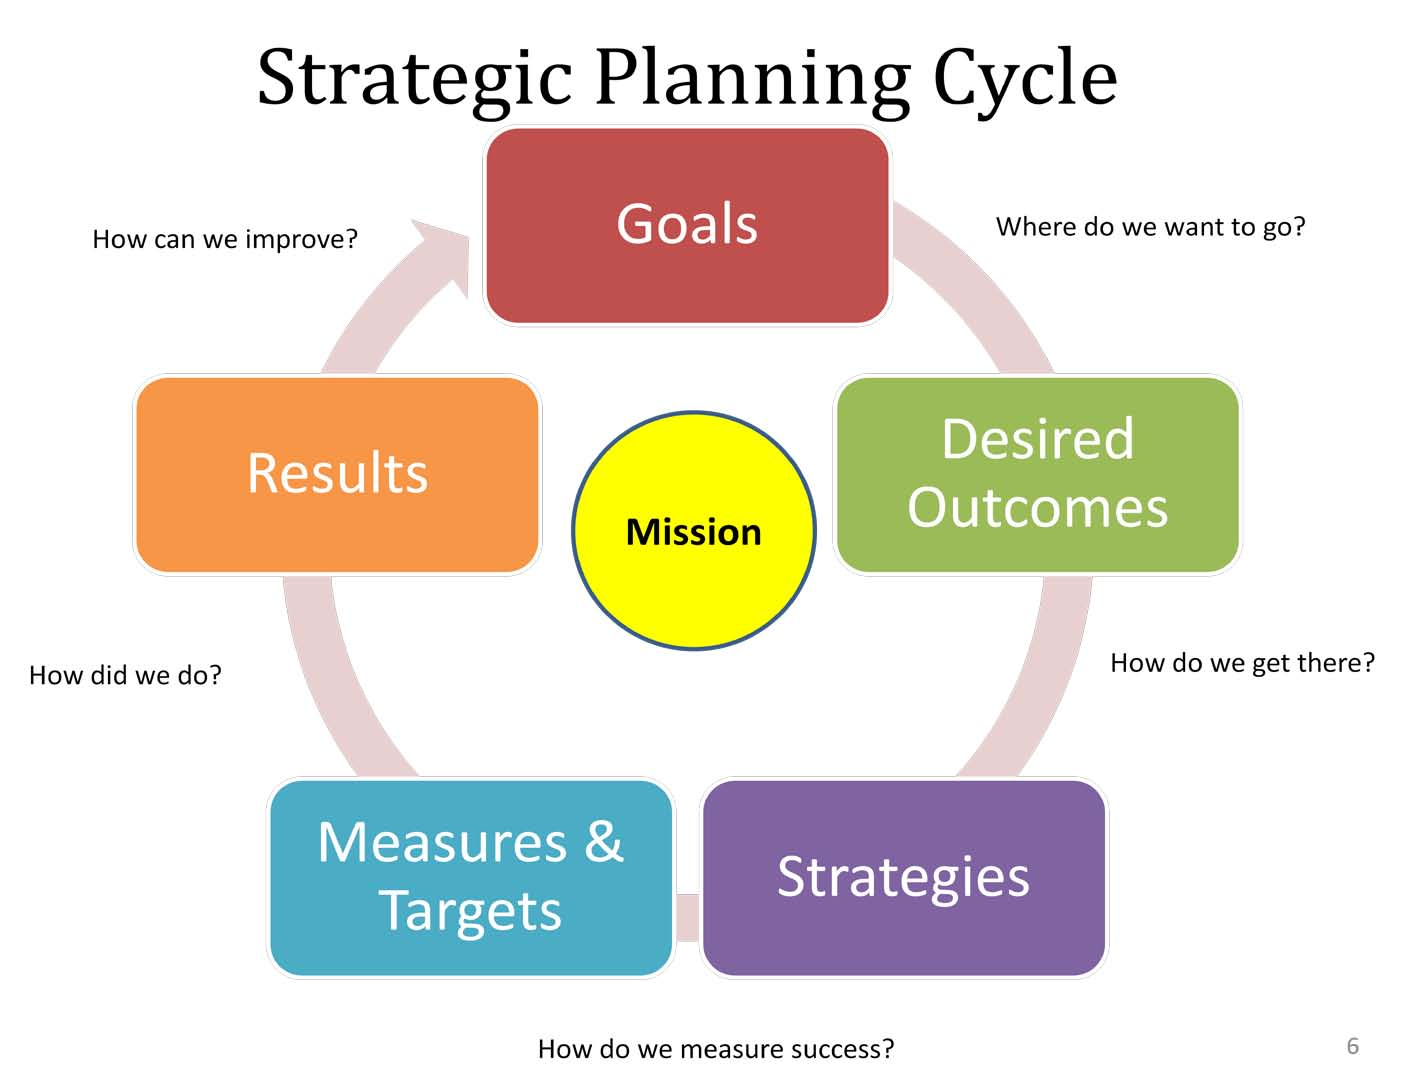 Strategic Planning Cycle
Goals
Where do we want to go?
How can we improve?
Desired
Outcomes
Results
Mission
How do we get there?
How did we do?
Measures &
Targets
Strategies
How do we measure success?
6